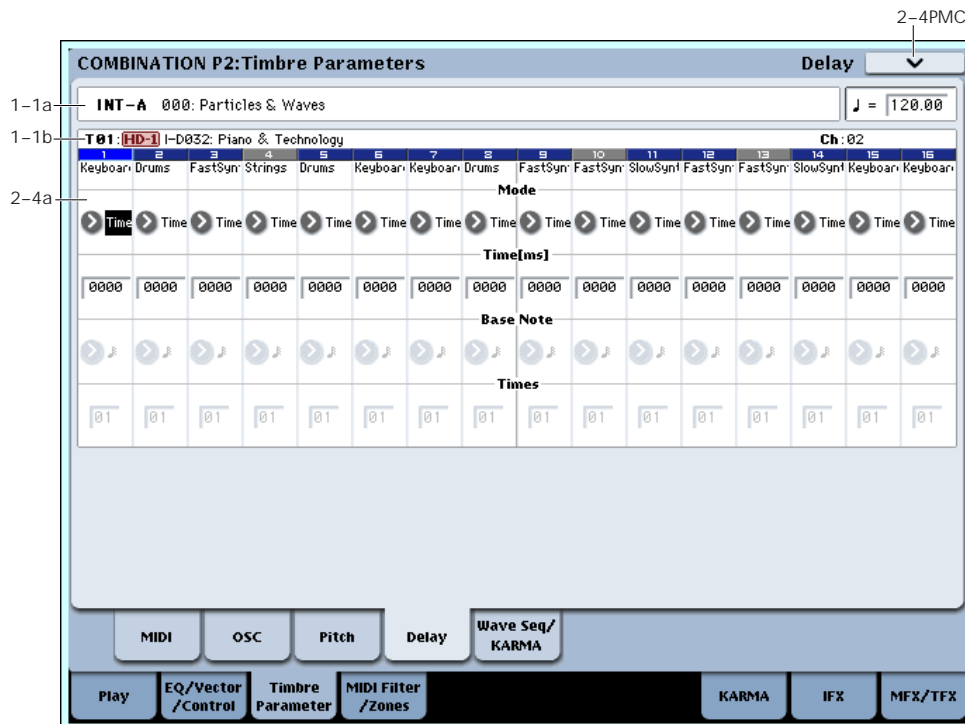 2–4PMC
COMBINATION P2:Timbre Parameters Delay
1–1a
INT-A 000: Particles & Waves ♩ = 120.00
1–1b
T01: HD-1 I-D032: Piano & Technology Ch:02
1 2 3 4 5 6 7 8 9 10 11 12 13 14 15 16
Keyboar Drums FastSyn Strings Drums Keyboar Keyboar Drums FastSyn FastSyn SlowSynt FastSyn FastSyn SlowSynt Keyboar Keyboar
2–4a
Mode
Time Time Time Time Time Time Time Time Time Time Time Time Time Time Time Time
Time[ms]
0000 0000 0000 0000 0000 0000 0000 0000 0000 0000 0000 0000 0000 0000 0000 0000
Base Note
Times
01 01 01 01 01 01 01 01 01 01 01 01 01 01 01 01
MIDI OSC Pitch Delay Wave Seq/
KARMA
Play EQ/Vector Timbre MIDI Filter KARMA IFX MFX/TFX
/Control Parameter /Zones